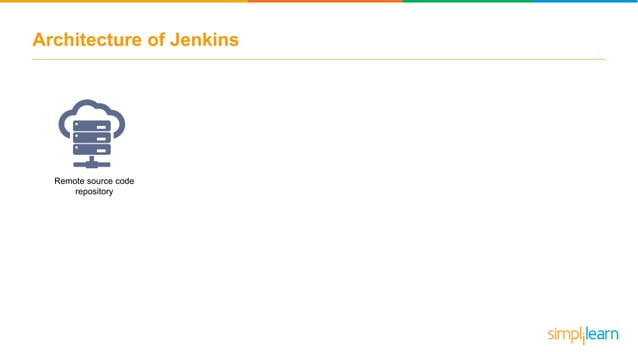 Architecture of Jenkins
Remote source code
repository
simplilearn